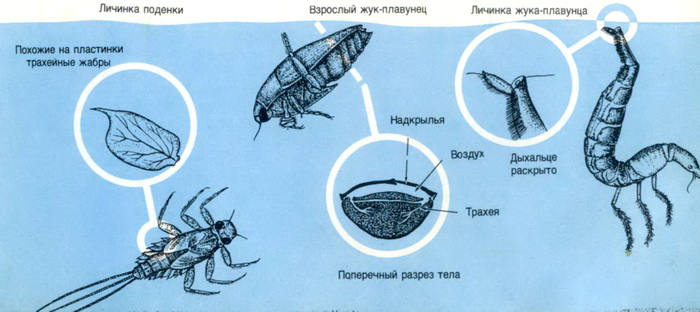 Личинка поденки
Взрослый жук-плавунец
Личинка жука-плавунца
Похожие на пластинки
трахейные жабры
Надкрылья
Воздух
Трахея
Дыхальце
раскрыто
Поперечный разрез тела